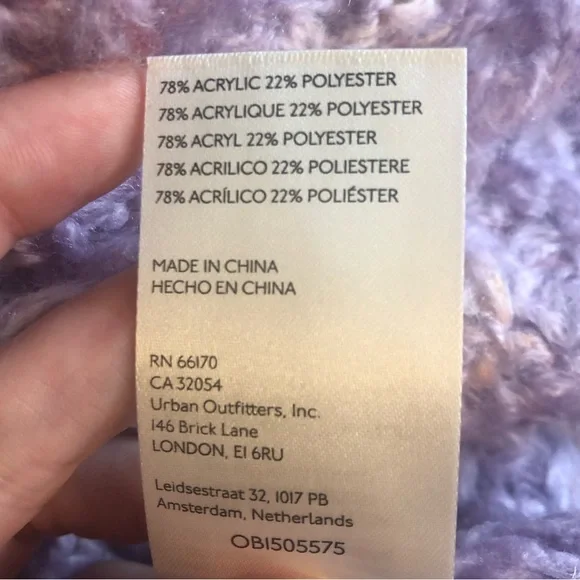 78% ACRYLIC 22% POLYESTER
78% ACRYLIQUE 22% POLYESTER
78% ACRYL 22% POLYESTER
78% ACRILICO 22% POLIESTERE
78% ACRÍLICO 22% POLIÉSTER
MADE IN CHINA
HECHO EN CHINA
RN 66170
CA 32054
Urban Outfitters, Inc.
146 Brick Lane
LONDON, E1 6RU
Leidsestraat 32, 1017 PB
Amsterdam, Netherlands
OB1505575